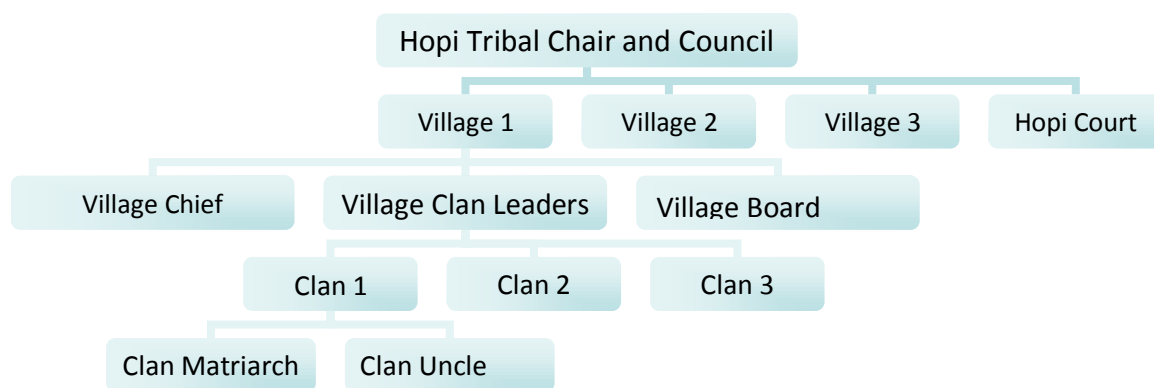 Hopi Tribal Chair and Council
Village 1
Village 2
Village 3
Hopi Court
Village Chief
Village Clan Leaders
Village Board
Clan 1
Clan 2
Clan 3
Clan Matriarch
Clan Uncle